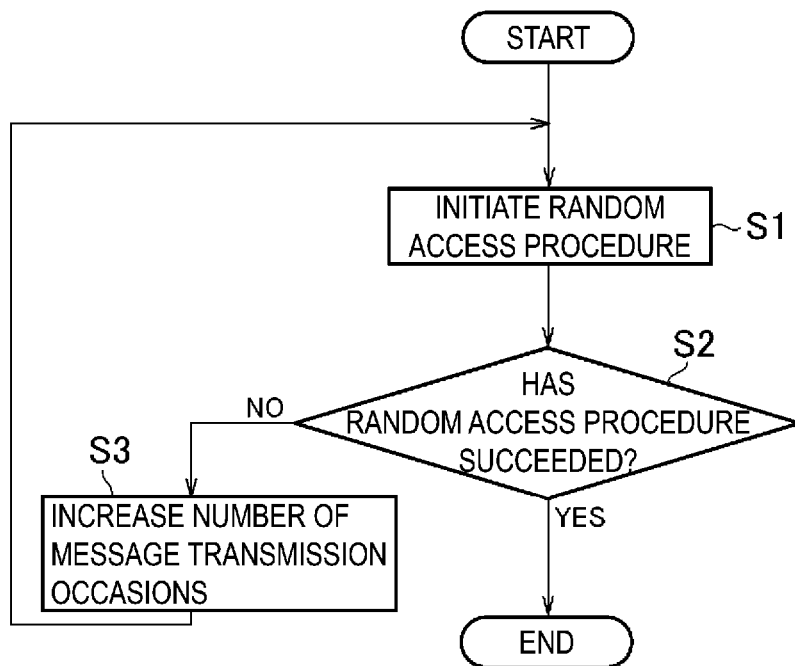 START
INITIATE RANDOM
ACCESS PROCEDURE
S1
S2
HAS
RANDOM ACCESS PROCEDURE
SUCCEEDED?
NO
YES
S3
INCREASE NUMBER OF
MESSAGE TRANSMISSION
OCCASIONS
END